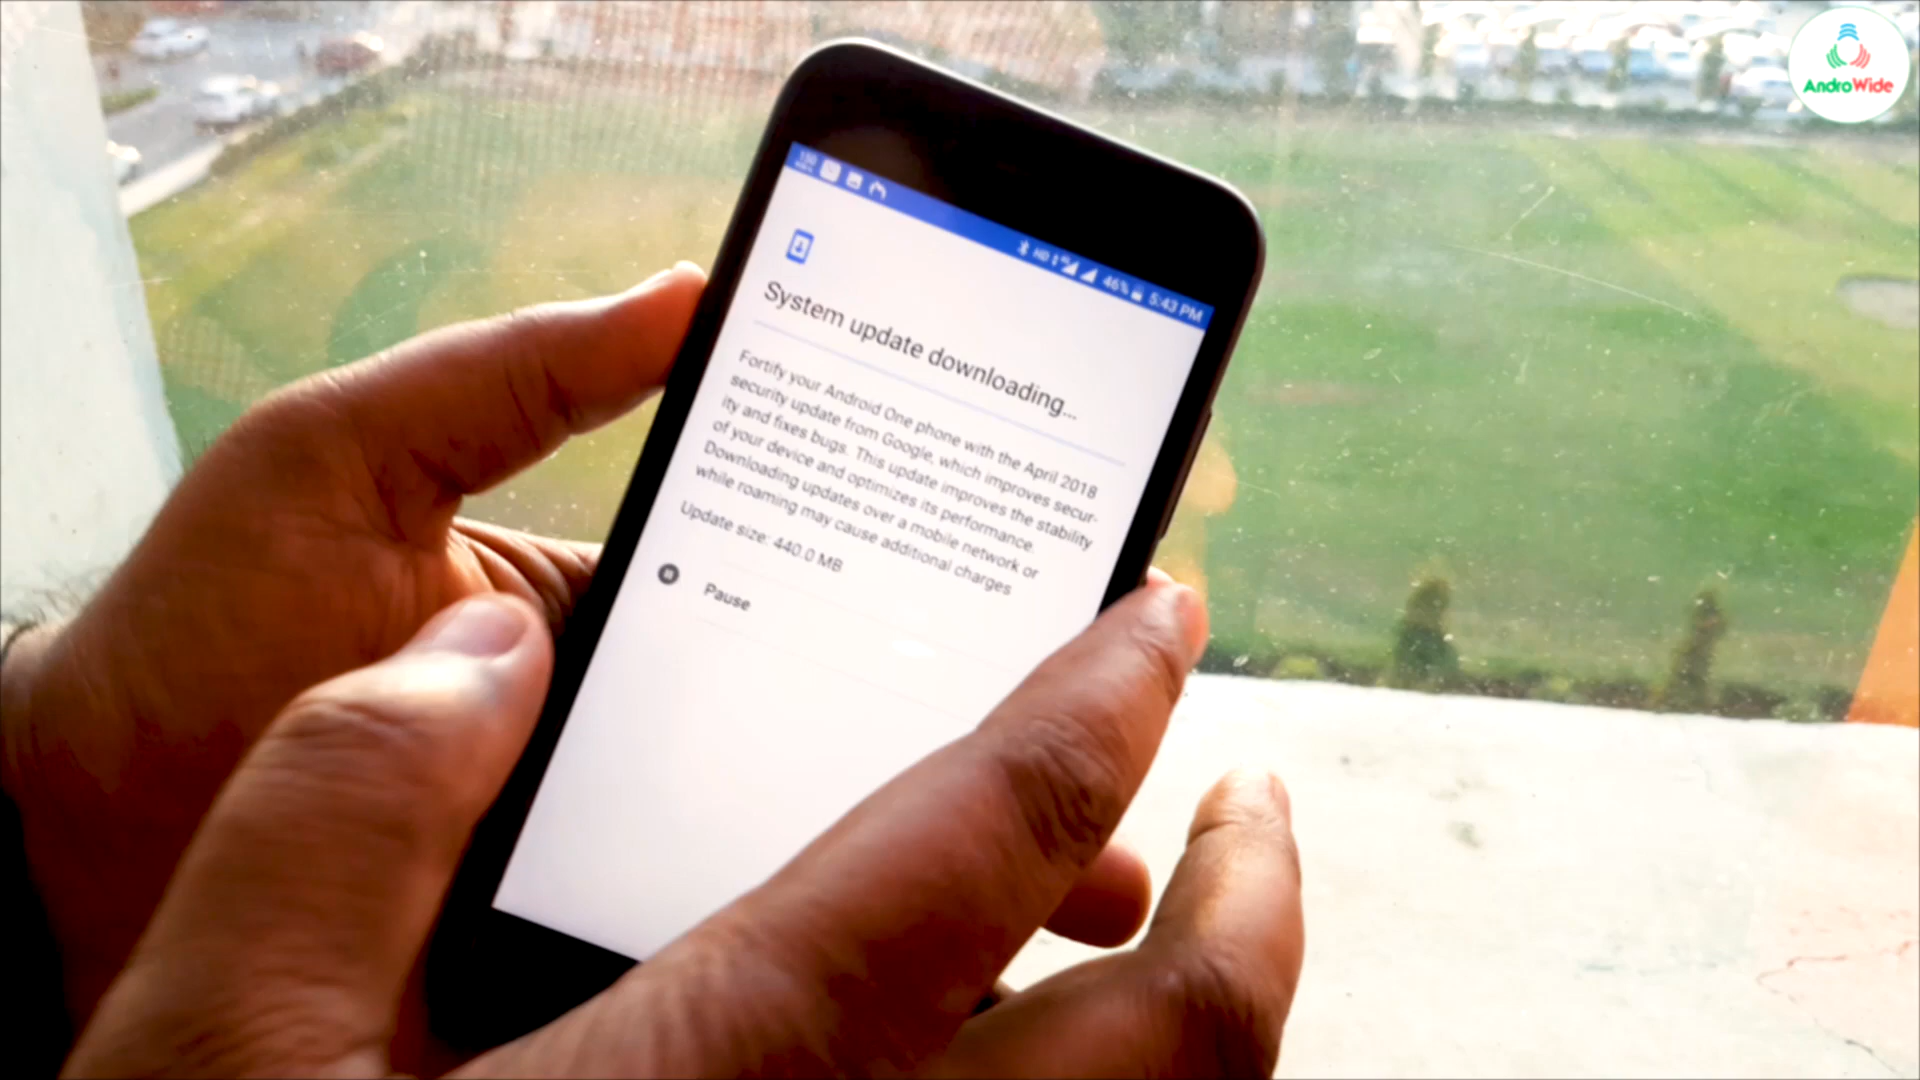 AndroWide
46% 5:43 PM
System update downloading...
Fortify your Android One phone with the April 2018
security update from Google, which improves secur-
ity and fixes bugs. This update improves the stability
of your device and optimizes its performance.
Downloading updates over a mobile network or
while roaming may cause additional charges
Update size: 440.0 MB
Pause